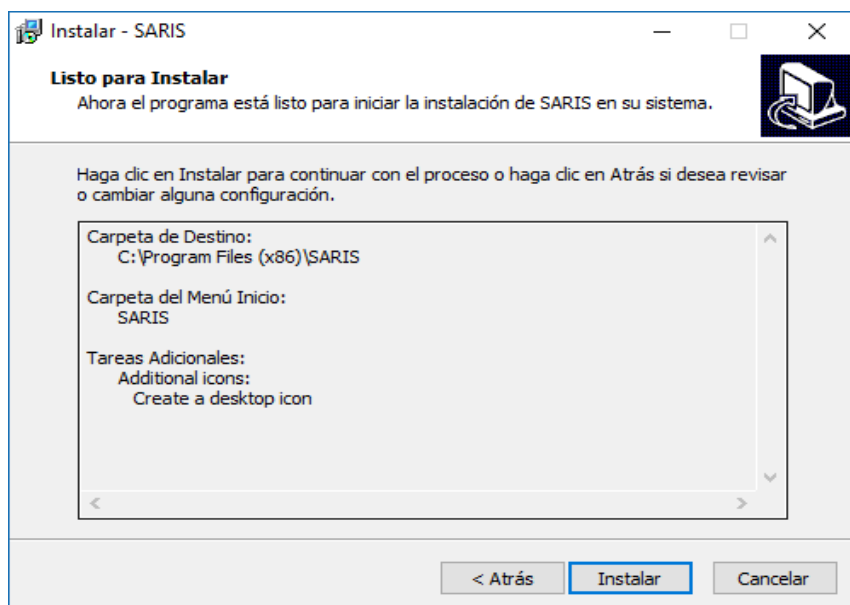 Instalar - SARIS
Listo para Instalar
Ahora el programa está listo para iniciar la instalación de SARIS en su sistema.
Haga clic en Instalar para continuar con el proceso o haga clic en Atrás si desea revisar
o cambiar alguna configuración.
Carpeta de Destino:
C:\Program Files (x86)\SARIS
Carpeta del Menú Inicio:
SARIS
Tareas Adicionales:
Additional icons:
Create a desktop icon
< Atrás
Instalar
Cancelar